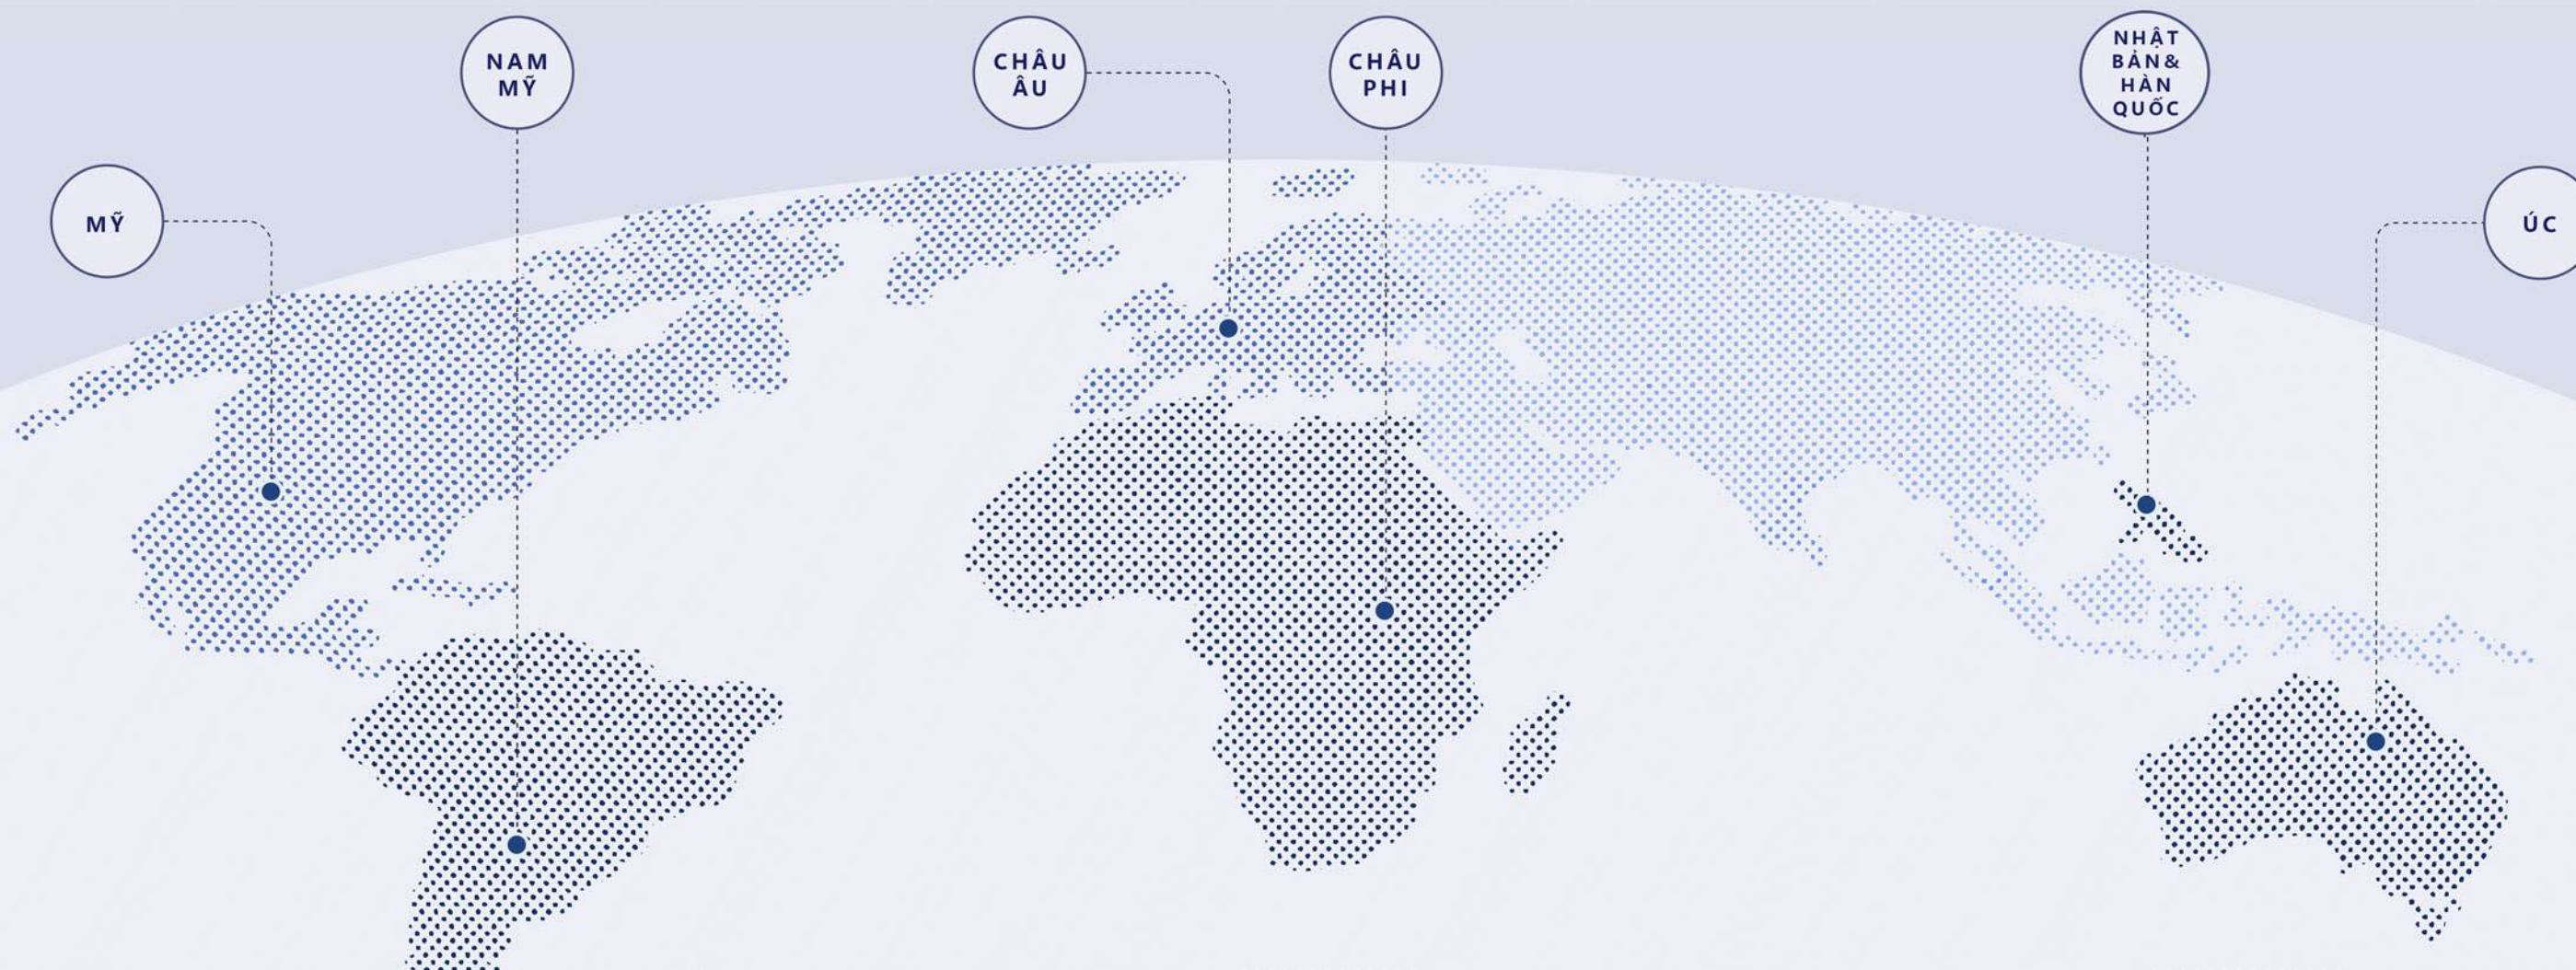 MỸ
NAM
MỸ
CHÂU
ÂU
CHÂU
PHI
NHẬT
BẢN&
HÀN
QUỐC
ÚC